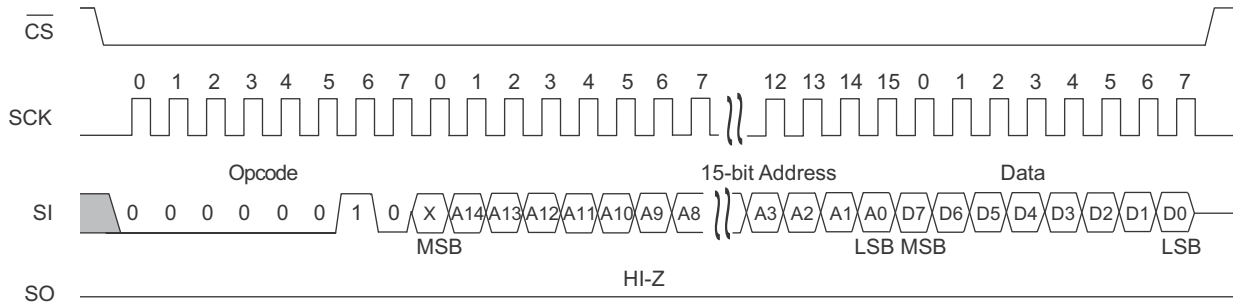 CS
0 1 2 3 4 5 6 7 0 1 2 3 4 5 6 7 12 13 14 15 0 1 2 3 4 5 6 7
SCK
Opcode 15-bit Address Data
SI 0 0 0 0 0 0 1 0 X A14 A13 A12 A11 A10 A9 A8 A3 A2 A1 A0 D7 D6 D5 D4 D3 D2 D1 D0
MSB LSB MSB LSB
HI-Z
SO